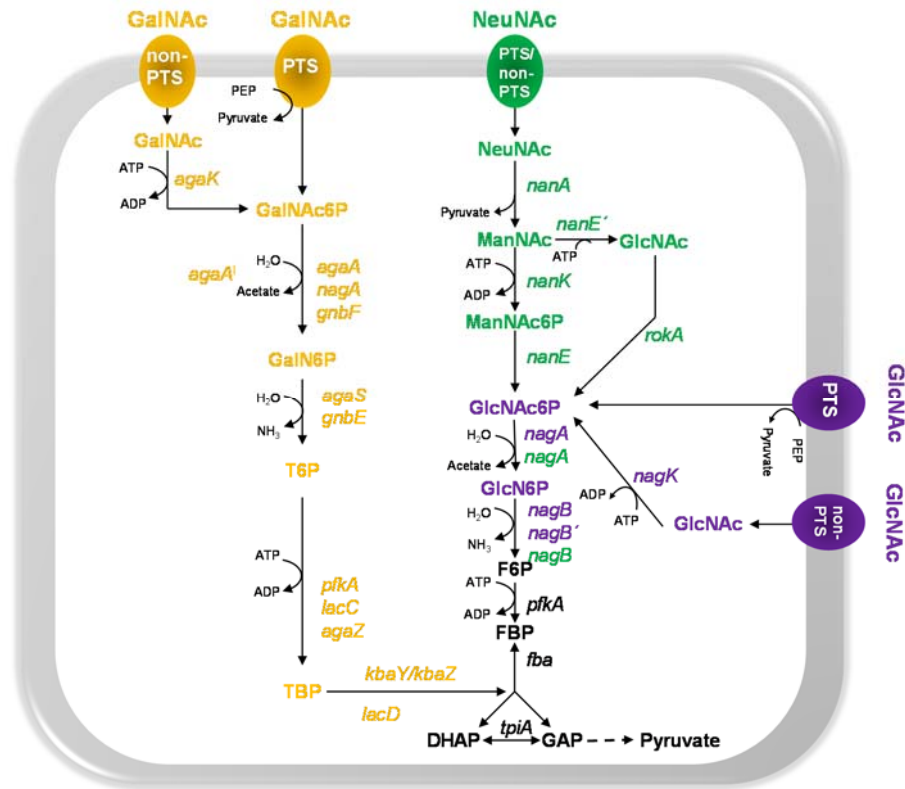 GalNAc
GalNAc
NeuNAc
non-
PTS
PTS
PTS/
non-
PTS
PEP
Pyruvate
GalNAc
NeuNAc
ATP
agaK
ADP
nanA
Pyruvate
GalNAc6P
ManNAc
nanE´
GlcNAc
ATP
H2O
agaA
agaAI
nagA
Acetate
gnbF
ATP
nanK
ADP
ManNAc6P
rokA
GalN6P
nanE
H2O
agaS
gnbE
NH3
GlcNAc6P
PTS
GlcNAc
Pyruvate
PEP
H2O
nagA
nagA
Acetate
T6P
GlcN6P
nagK
ADP
ATP
GlcNAc
non-
PTS
GlcNAc
H2O
nagB
nagB´
nagB
NH3
F6P
ATP
ADP
pfkA
lacC
agaZ
ATP
pfkA
ADP
FBP
fba
kbaY/kbaZ
TBP
lacD
tpiA
DHAP
GAP
Pyruvate